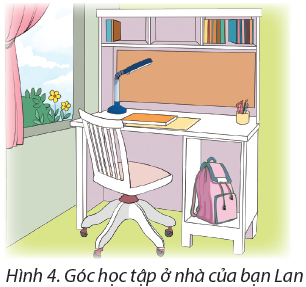 Hình 4. Góc học tập ở nhà của bạn Lan